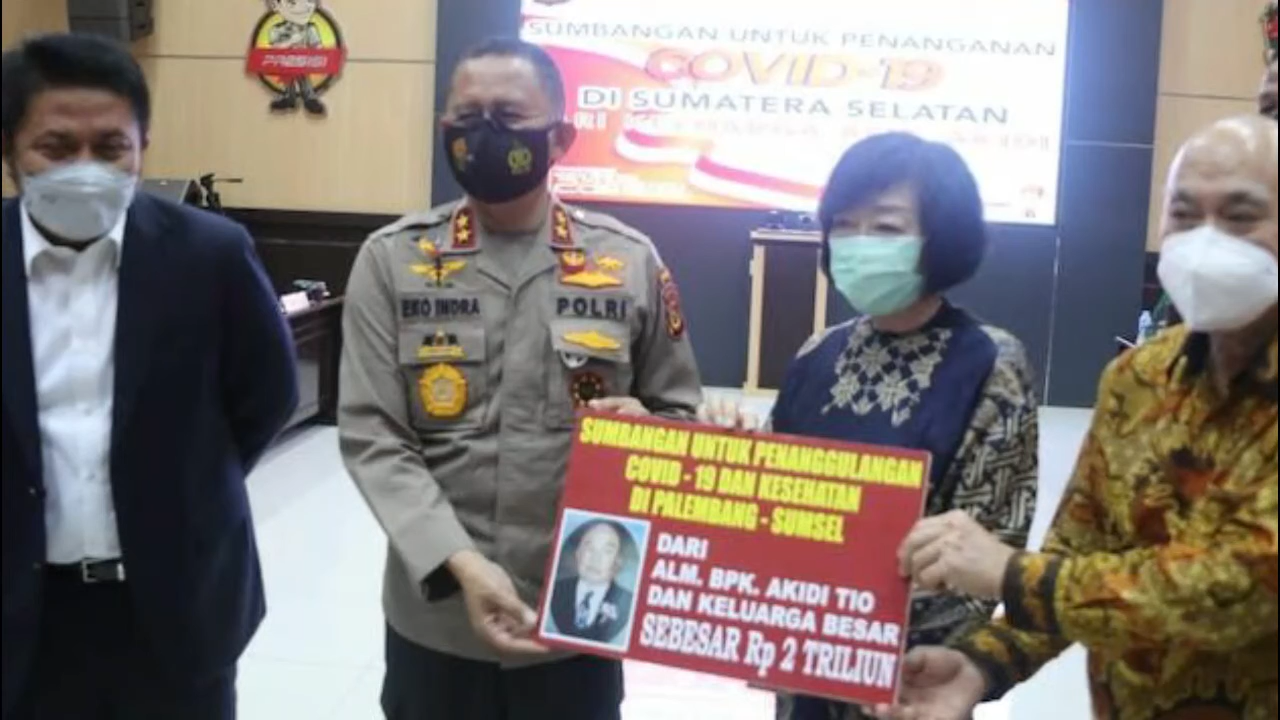 SUMBANGAN UNTUK PENANGANAN
COVID-19
DI SUMATERA SELATAN
PRESISI
EKO INDRA
POLRI
SUMBANGAN UNTUK PENANGGULANGAN
COVID - 19 DAN KESEHATAN
DI PALEMBANG - SUMSEL
DARI
ALM. BPK. AKIDI TIO
DAN KELUARGA BESAR
SEBESAR Rp 2 TRILIUN